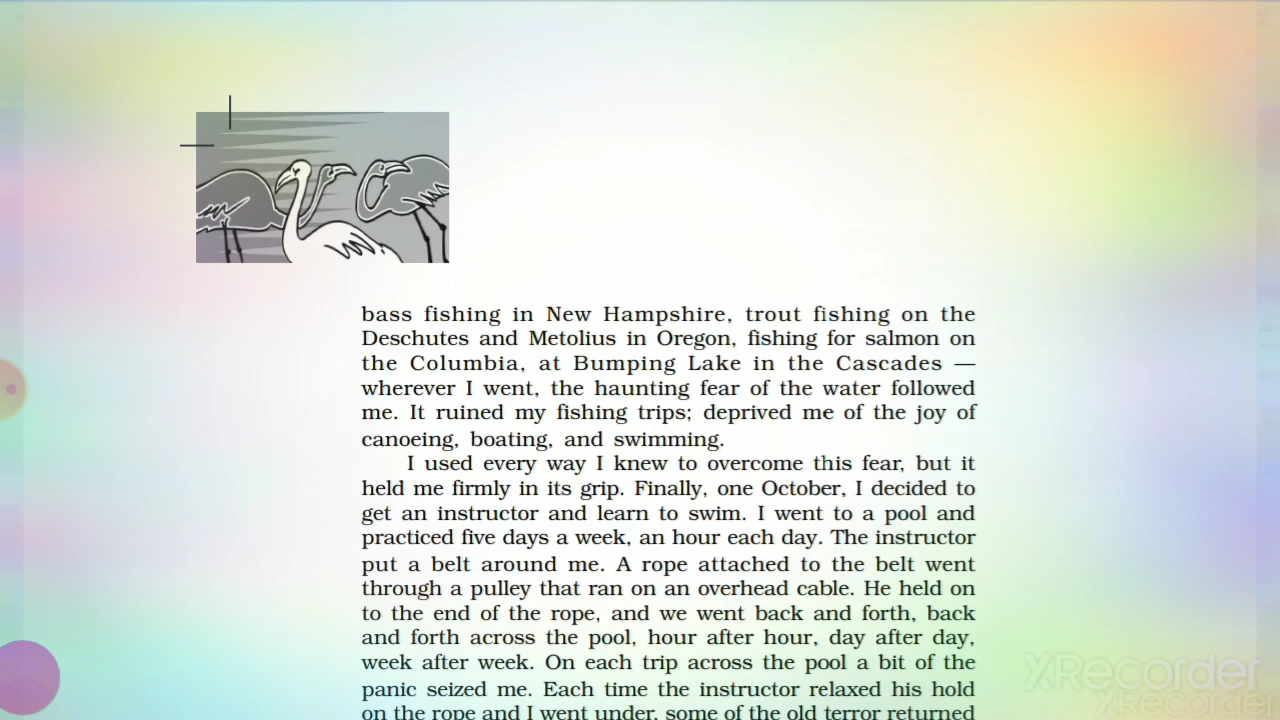 bass fishing in New Hampshire, trout fishing on the
Deschutes and Metolius in Oregon, fishing for salmon on
the Columbia, at Bumping Lake in the Cascades —
wherever I went, the haunting fear of the water followed
me. It ruined my fishing trips; deprived me of the joy of
canoeing, boating, and swimming.
I used every way I knew to overcome this fear, but it
held me firmly in its grip. Finally, one October, I decided to
get an instructor and learn to swim. I went to a pool and
practiced five days a week, an hour each day. The instructor
put a belt around me. A rope attached to the belt went
through a pulley that ran on an overhead cable. He held on
to the end of the rope, and we went back and forth, back
and forth across the pool, hour after hour, day after day,
week after week. On each trip across the pool a bit of the
panic seized me. Each time the instructor relaxed his hold
on the rope and I went under, some of the old terror returned
XRecorder
XRecorder